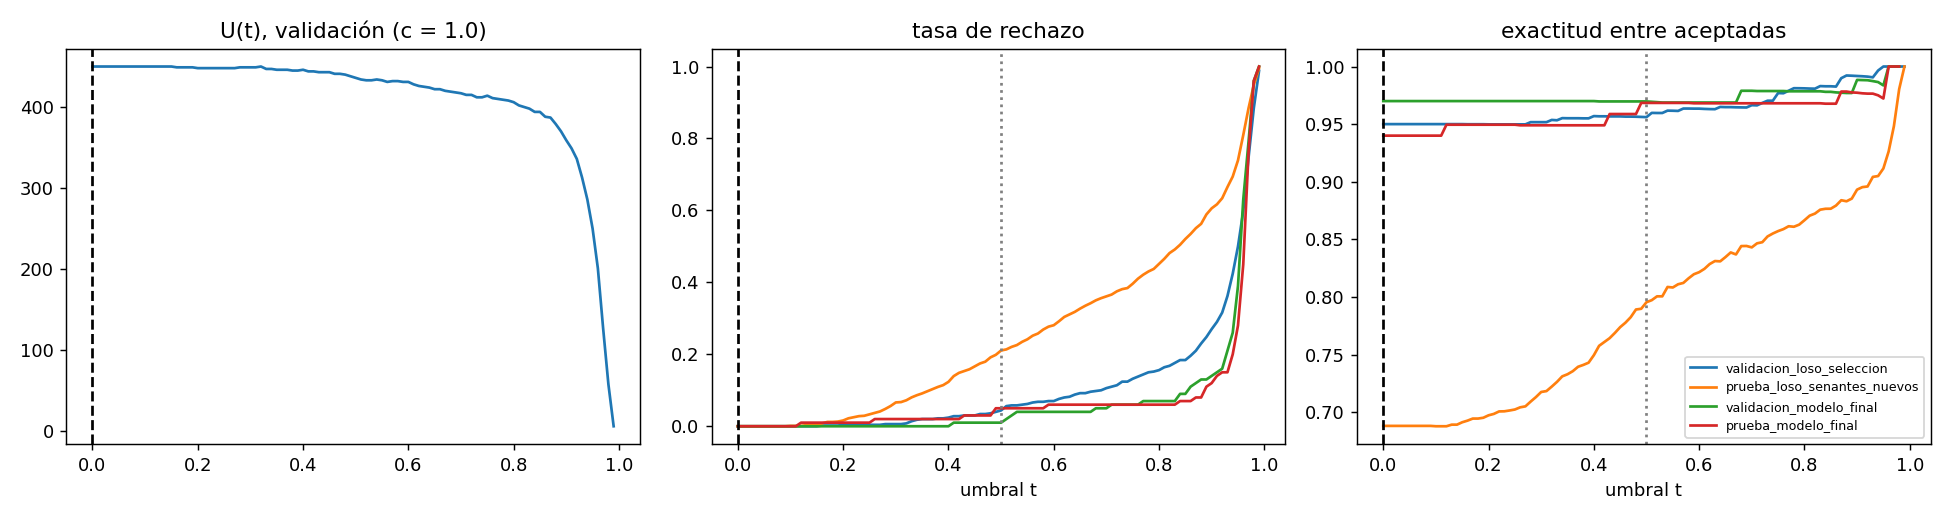 U(t), validación (c = 1.0)
400
300
200
100
0
0.0 0.2 0.4 0.6 0.8 1.0
tasa de rechazo
1.0
0.8
0.6
0.4
0.2
0.0
0.0 0.2 0.4 0.6 0.8 1.0
umbral t
exactitud entre aceptadas
1.00
0.95
0.90
0.85
0.80
0.75
0.70
validacion_loso_seleccion
prueba_loso_senantes_nuevos
validacion_modelo_final
prueba_modelo_final
0.0 0.2 0.4 0.6 0.8 1.0
umbral t